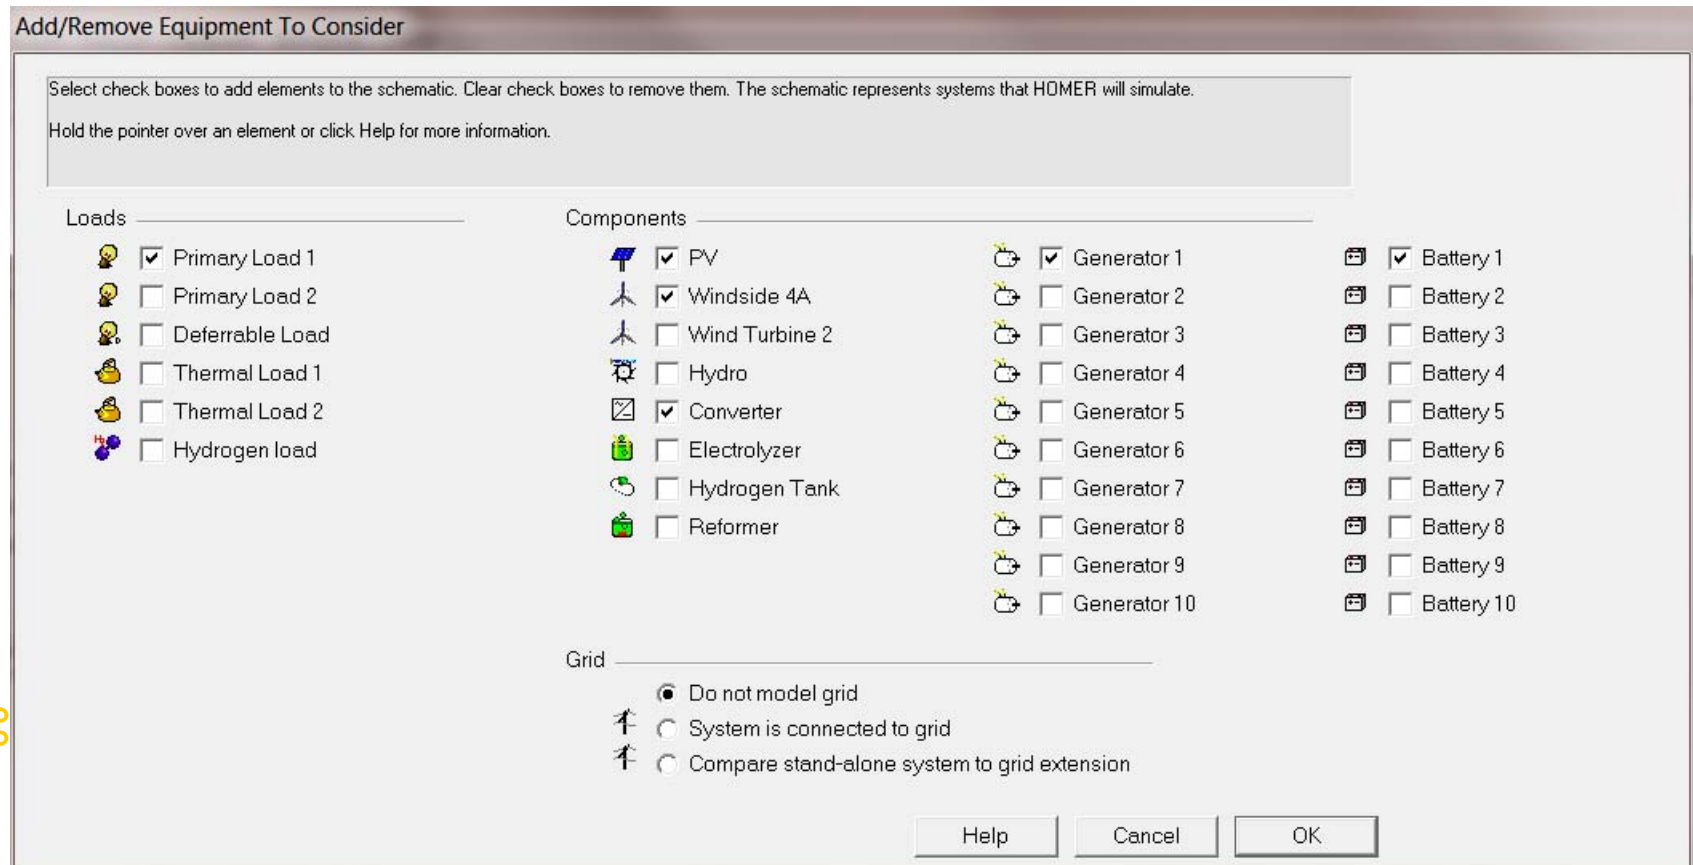 Add/Remove Equipment To Consider
Select check boxes to add elements to the schematic. Clear check boxes to remove them. The schematic represents systems that HOMER will simulate.
Hold the pointer over an element or click Help for more information.
Loads
Primary Load 1
Primary Load 2
Deferrable Load
Thermal Load 1
Thermal Load 2
Hydrogen load
Components
PV
Windside 4A
Wind Turbine 2
Hydro
Converter
Electrolyzer
Hydrogen Tank
Reformer
Generator 1
Generator 2
Generator 3
Generator 4
Generator 5
Generator 6
Generator 7
Generator 8
Generator 9
Generator 10
Battery 1
Battery 2
Battery 3
Battery 4
Battery 5
Battery 6
Battery 7
Battery 8
Battery 9
Battery 10
Grid
Do not model grid
System is connected to grid
Compare stand-alone system to grid extension
Help
Cancel
OK